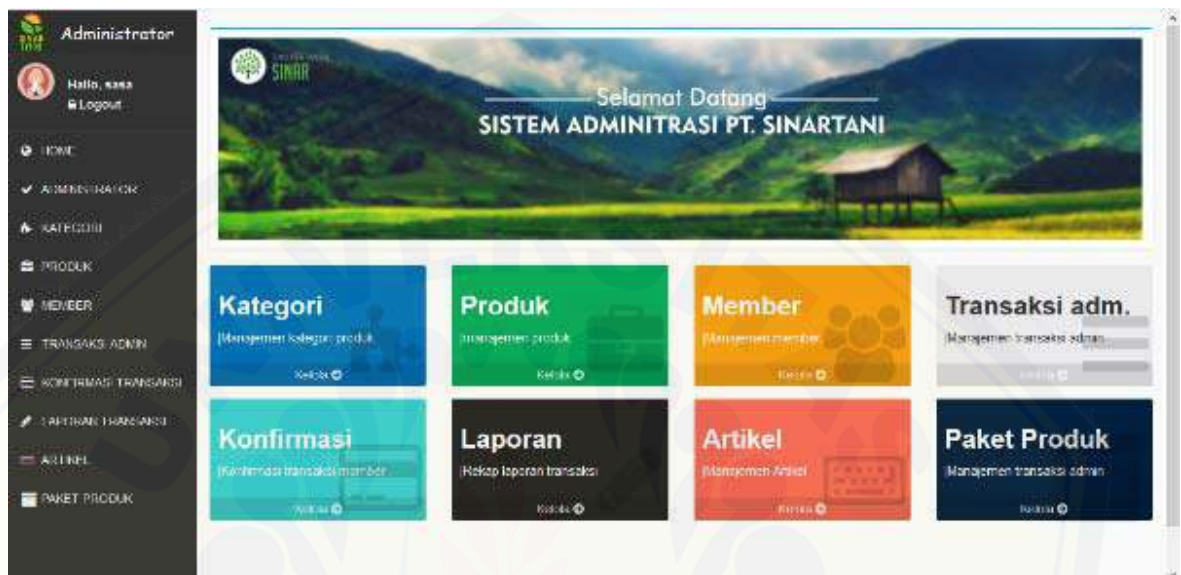 Administrator
Hallo, sasa
Logout
HOME
ADMINISTRATOR
KATEGORI
PRODUK
MEMBER
TRANSAKSI ADMIN
KONFIRMASI TRANSAKSI
LAPORAN TRANSAKSI
ARTIKEL
PAKET PRODUK
SINAR
Selamat Datang
SISTEM ADMINITRASI PT. SINARTANI
Kategori
|Manajemen kategori produk
Kelola
Produk
|manajemen produk
Kelola
Member
|Manajemen member
Kelola
Transaksi adm.
|Manajemen transaksi admin
Kelola
Konfirmasi
|Konfirmasi transaksi member
Kelola
Laporan
|Rekap laporan transaksi
Kelola
Artikel
|Manajemen Artikel
Kelola
Paket Produk
|Manajemen transaksi admin
Kelola